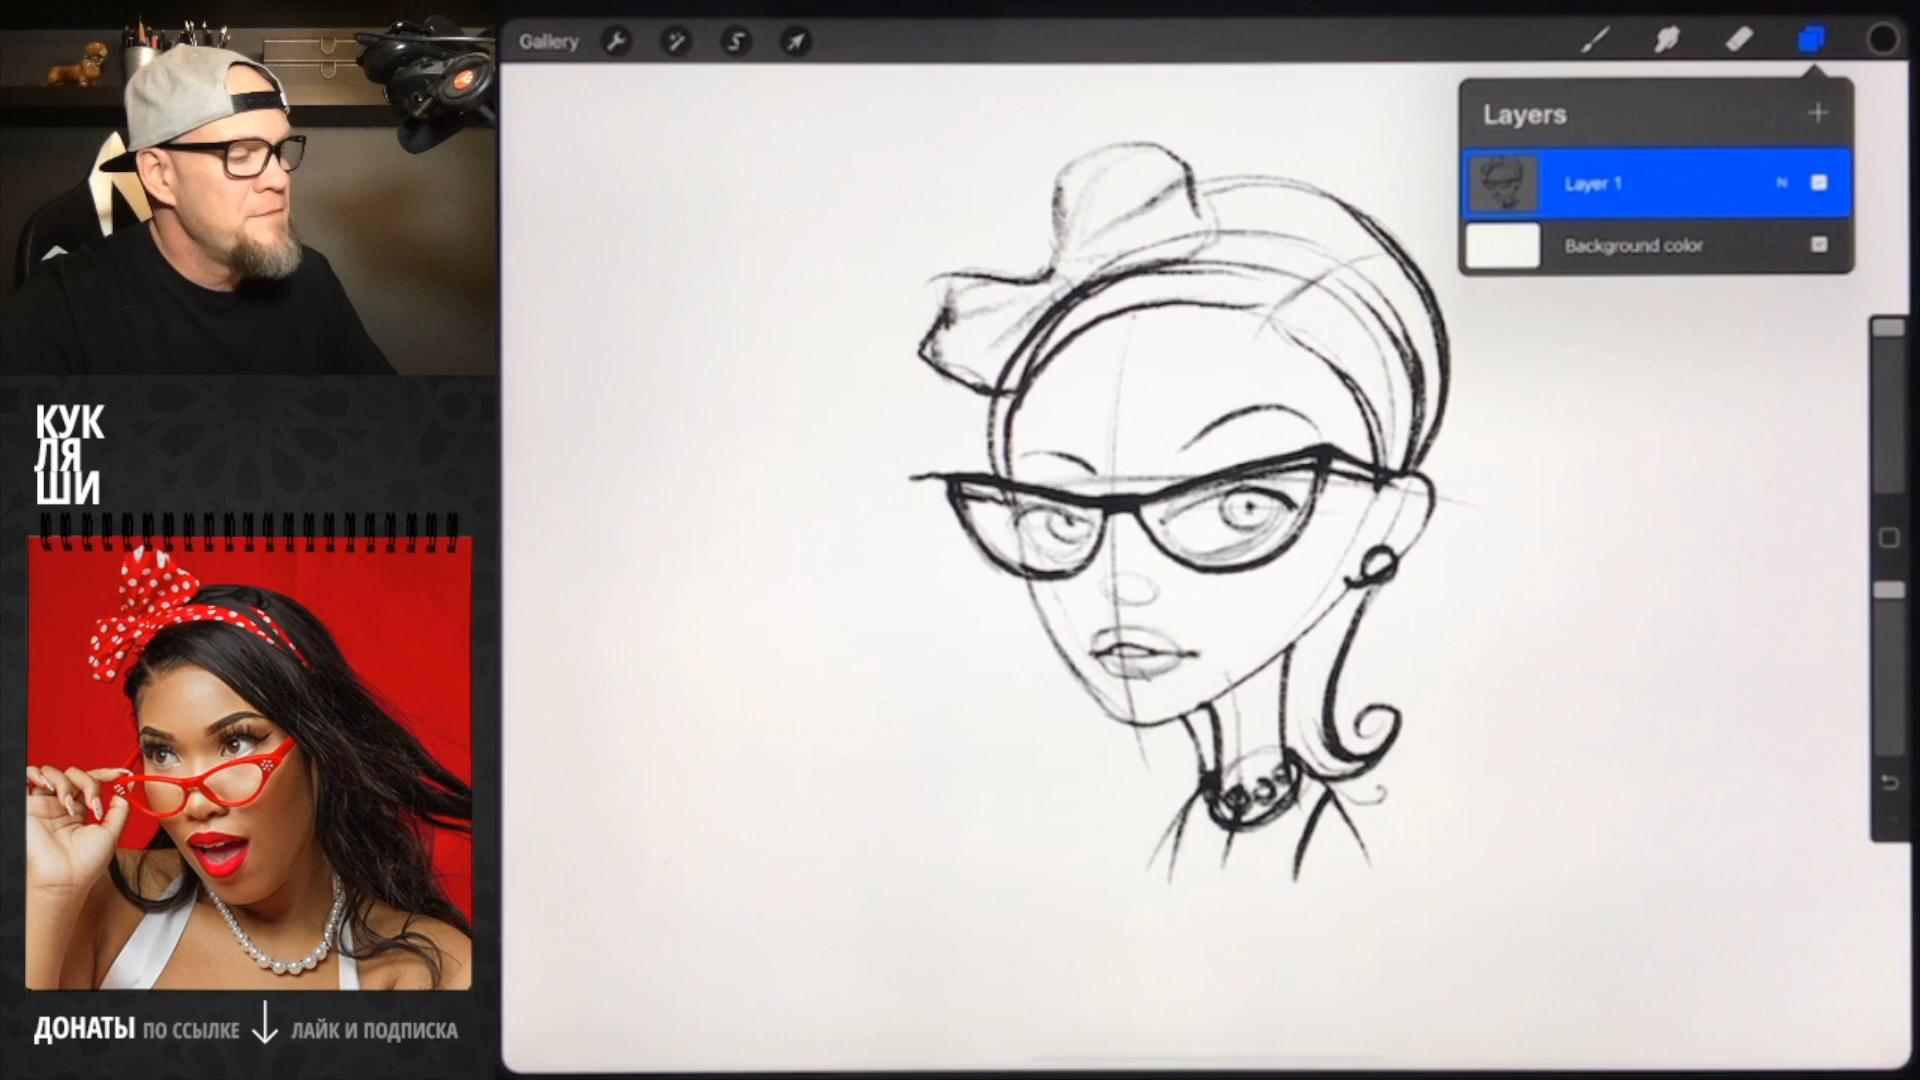 Gallery
Layers
Layer 1
N
Background color
КУК
ЛЯ
ШИ
ДОНАТЫ ПО ССЫЛКЕ ЛАЙК И ПОДПИСКА